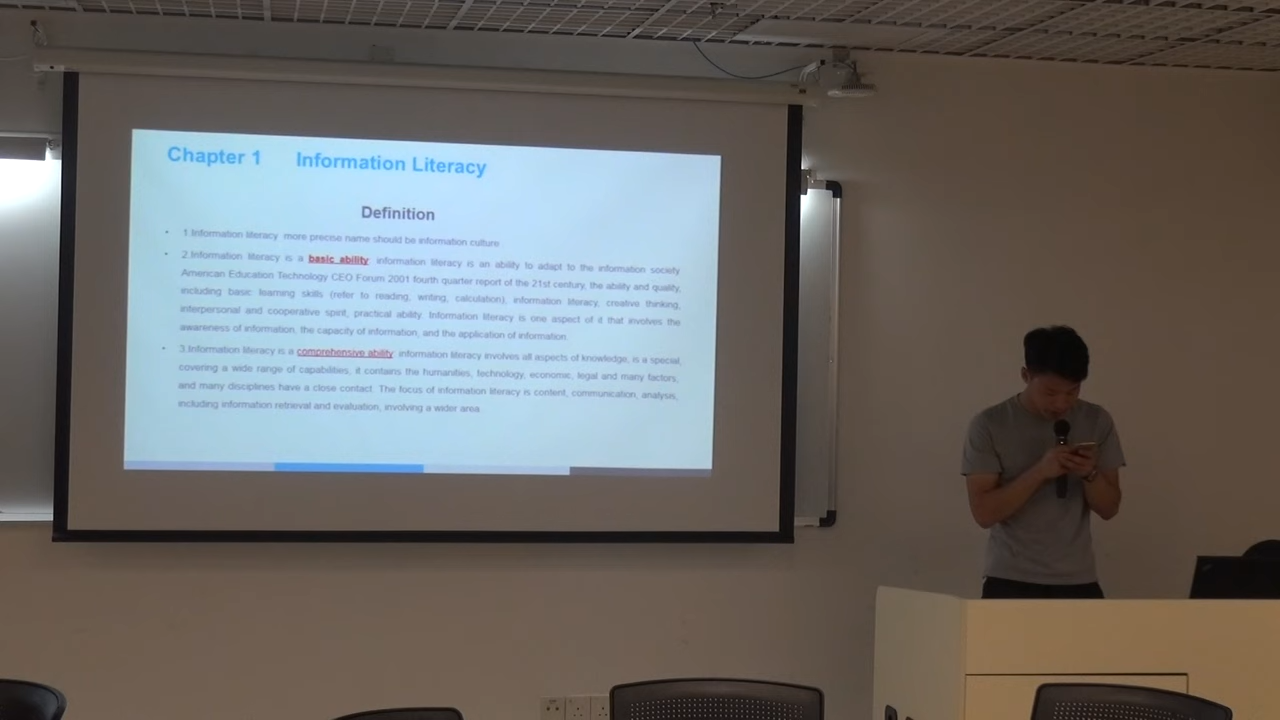 Chapter 1 Information Literacy
Definition
• 1.Information literacy more precise name should be information culture
• 2.Information literacy is a basic ability information literacy is an ability to adapt to the information society
American Education Technology CEO Forum 2001 fourth quarter report of the 21st century, the ability and quality,
including basic learning skills (refer to reading, writing, calculation), information literacy, creative thinking,
interpersonal and cooperative spirit, practical ability. Information literacy is one aspect of it that involves the
awareness of information, the capacity of information, and the application of information.
• 3.Information literacy is a comprehensive ability information literacy involves all aspects of knowledge, is a special,
covering a wide range of capabilities, it contains the humanities, technology, economic, legal and many factors,
and many disciplines have a close contact. The focus of information literacy is content, communication, analysis,
including information retrieval and evaluation, involving a wider area